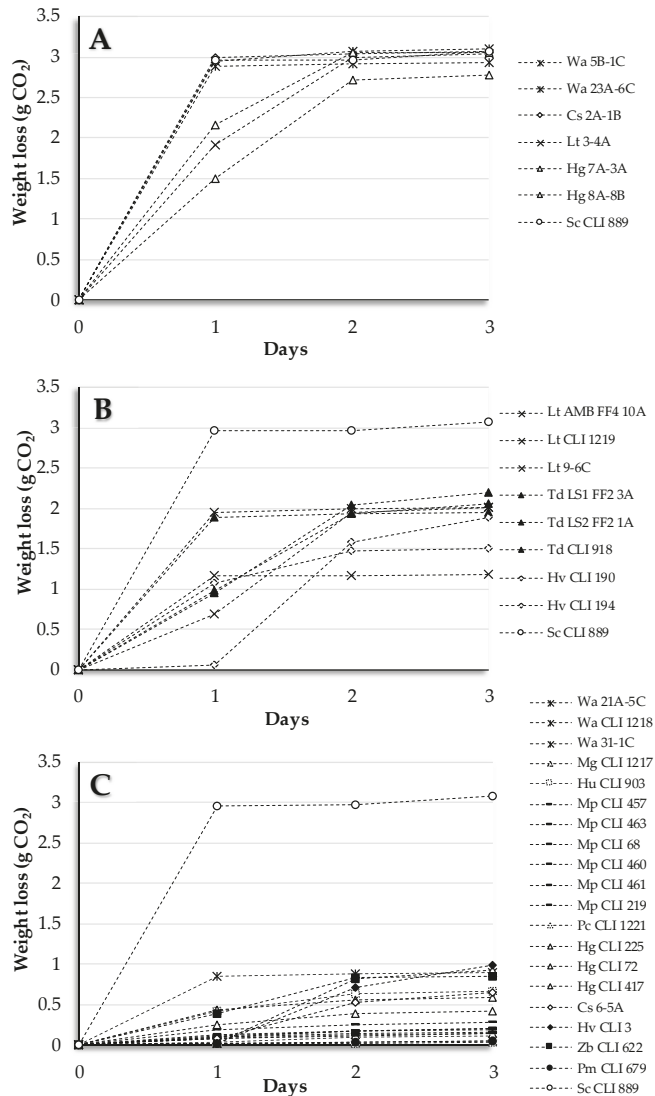 A
Weight loss (g CO2)
3.5
3
2.5
2
1.5
1
0.5
0
0 1 2 3
Days
Wa 5B-1C
Wa 23A-6C
Cs 2A-1B
Lt 3-4A
Hg 7A-3A
Hg 8A-8B
Sc CLI 889
B
Weight loss (g CO2)
3.5
3
2.5
2
1.5
1
0.5
0
0 1 2 3
Days
Lt AMB FF4 10A
Lt CLI 1219
Lt 9-6C
Td LS1 FF2 3A
Td LS2 FF2 1A
Td CLI 918
Hv CLI 190
Hv CLI 194
Sc CLI 889
C
Weight loss (g CO2)
3.5
3
2.5
2
1.5
1
0.5
0
0 1 2 3
Days
Wa 21A-5C
Wa CLI 1218
Wa 31-1C
Mg CLI 1217
Hu CLI 903
Mp CLI 457
Mp CLI 463
Mp CLI 68
Mp CLI 460
Mp CLI 461
Mp CLI 219
Pc CLI 1221
Hg CLI 225
Hg CLI 72
Hg CLI 417
Cs 6-5A
Hv CLI 3
Zb CLI 622
Pm CLI 679
Sc CLI 889